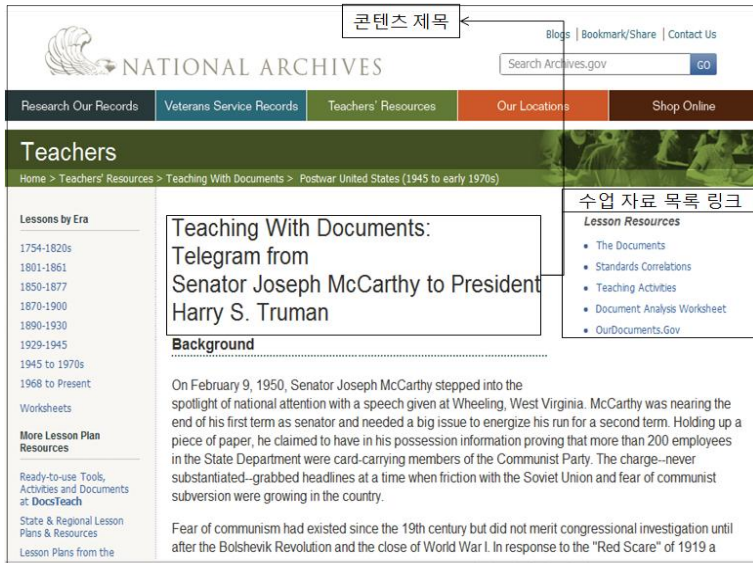 콘텐츠 제목
Blogs | Bookmark/Share | Contact Us
NATIONAL ARCHIVES
Search Archives.gov GO
Research Our Records Veterans Service Records Teachers' Resources Our Locations Shop Online
Teachers
Home > Teachers' Resources > Teaching With Documents > Postwar United States (1945 to early 1970s)
수업 자료 목록 링크
Lessons by Era
1754-1820s
1801-1861
1850-1877
1870-1900
1890-1930
1929-1945
1945 to 1970s
1968 to Present
Worksheets
More Lesson Plan
Resources
Ready-to-use Tools,
Activities and Documents
at DocsTeach
State & Regional Lesson
Plans & Resources
Lesson Plans from the
Teaching With Documents:
Telegram from
Senator Joseph McCarthy to President
Harry S. Truman
Background
On February 9, 1950, Senator Joseph McCarthy stepped into the
spotlight of national attention with a speech given at Wheeling, West Virginia. McCarthy was nearing the
end of his first term as senator and needed a big issue to energize his run for a second term. Holding up a
piece of paper, he claimed to have in his possession information proving that more than 200 employees
in the State Department were card-carrying members of the Communist Party. The charge--never
substantiated--grabbed headlines at a time when friction with the Soviet Union and fear of communist
subversion were growing in the country.
Fear of communism had existed since the 19th century but did not merit congressional investigation until
after the Bolshevik Revolution and the close of World War I. In response to the "Red Scare" of 1919 a
Lesson Resources
The Documents
Standards Correlations
Teaching Activities
Document Analysis Worksheet
OurDocuments.Gov